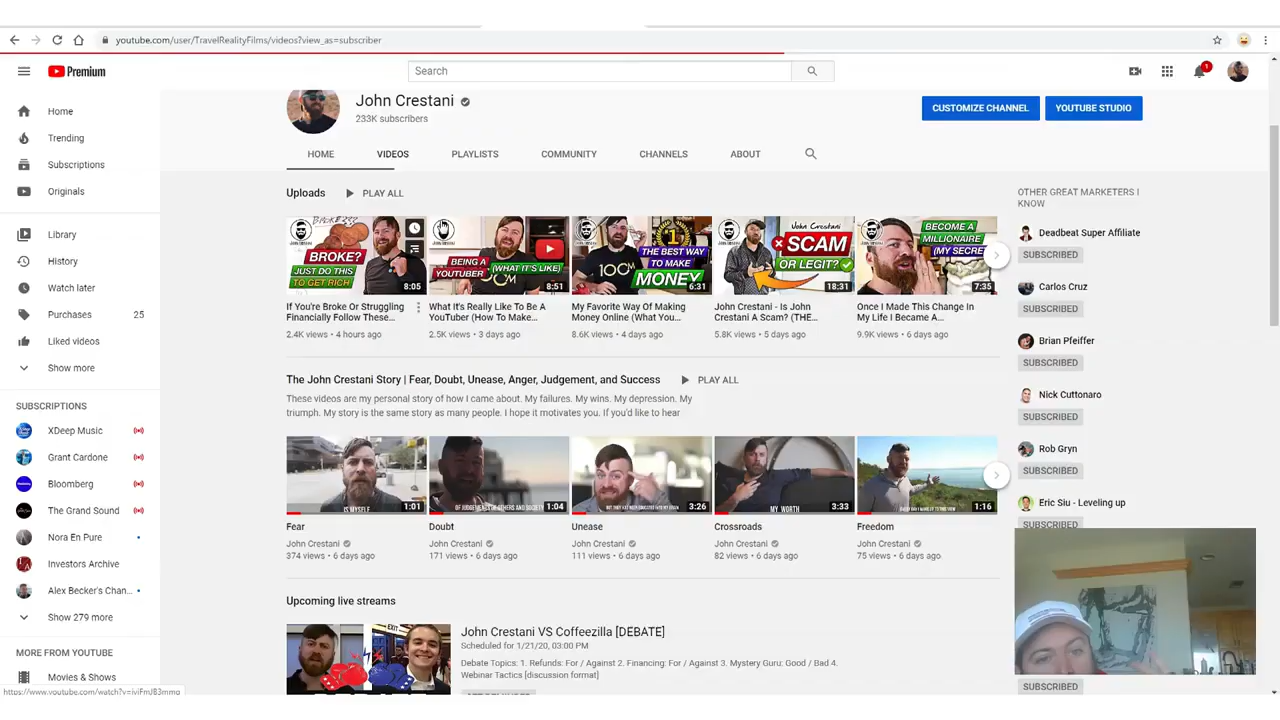 youtube.com/user/TravelRealityFilms/videos?view_as=subscriber
Premium
Search
1
John Crestani
233K subscribers
CUSTOMIZE CHANNEL
YOUTUBE STUDIO
HOME
VIDEOS
PLAYLISTS
COMMUNITY
CHANNELS
ABOUT
Home
Trending
Subscriptions
Originals
Library
History
Watch later
Purchases 25
Liked videos
Show more
SUBSCRIPTIONS
XDeep Music
Grant Cardone
Bloomberg
The Grand Sound
Nora En Pure
Investors Archive
Alex Becker's Chan...
Show 279 more
MORE FROM YOUTUBE
Movies & Shows
Uploads
PLAY ALL
BROKE?
JUST DO THIS
TO GET RICH
8:05
If You're Broke Or Struggling
Financially Follow These...
2.4K views • 4 hours ago
BEING A
YOUTUBER
(WHAT IT'S LIKE)
8:51
What It's Really Like To Be A
YouTuber (How To Make...
2.5K views • 3 days ago
THE BEST WAY
TO MAKE
MONEY
6:31
My Favorite Way Of Making
Money Online (What You...
8.6K views • 4 days ago
John Crestani
SCAM
OR LEGIT?
18:31
John Crestani - Is John
Crestani A Scam? (THE...
5.8K views • 5 days ago
BECOME A
MILLIONAIRE
(MY SECRET)
7:35
Once I Made This Change In
My Life I Became A...
9.9K views • 6 days ago
The John Crestani Story | Fear, Doubt, Unease, Anger, Judgement, and Success
PLAY ALL
These videos are my personal story of how I came about. My failures. My wins. My depression. My
triumph. My story is the same story as many people. I hope it motivates you. If you'd like to hear
IS MYSELF
1:01
Fear
John Crestani
374 views • 6 days ago
1:04
Doubt
John Crestani
171 views • 6 days ago
3:26
Unease
John Crestani
111 views • 6 days ago
MY WORTH
3:33
Crossroads
John Crestani
82 views • 6 days ago
1:16
Freedom
John Crestani
75 views • 6 days ago
Upcoming live streams
EXIT
John Crestani VS Coffeezilla [DEBATE]
Scheduled for 1/21/20, 03:00 PM
Debate Topics: 1. Refunds: For / Against 2. Financing: For / Against 3. Mystery Guru: Good / Bad 4.
Webinar Tactics [discussion format]
OTHER GREAT MARKETERS I
KNOW
Deadbeat Super Affiliate
SUBSCRIBED
Carlos Cruz
SUBSCRIBED
Brian Pfeiffer
SUBSCRIBED
Nick Cuttonaro
SUBSCRIBED
Rob Gryn
SUBSCRIBED
Eric Siu - Leveling up
SUBSCRIBED
SUBSCRIBED